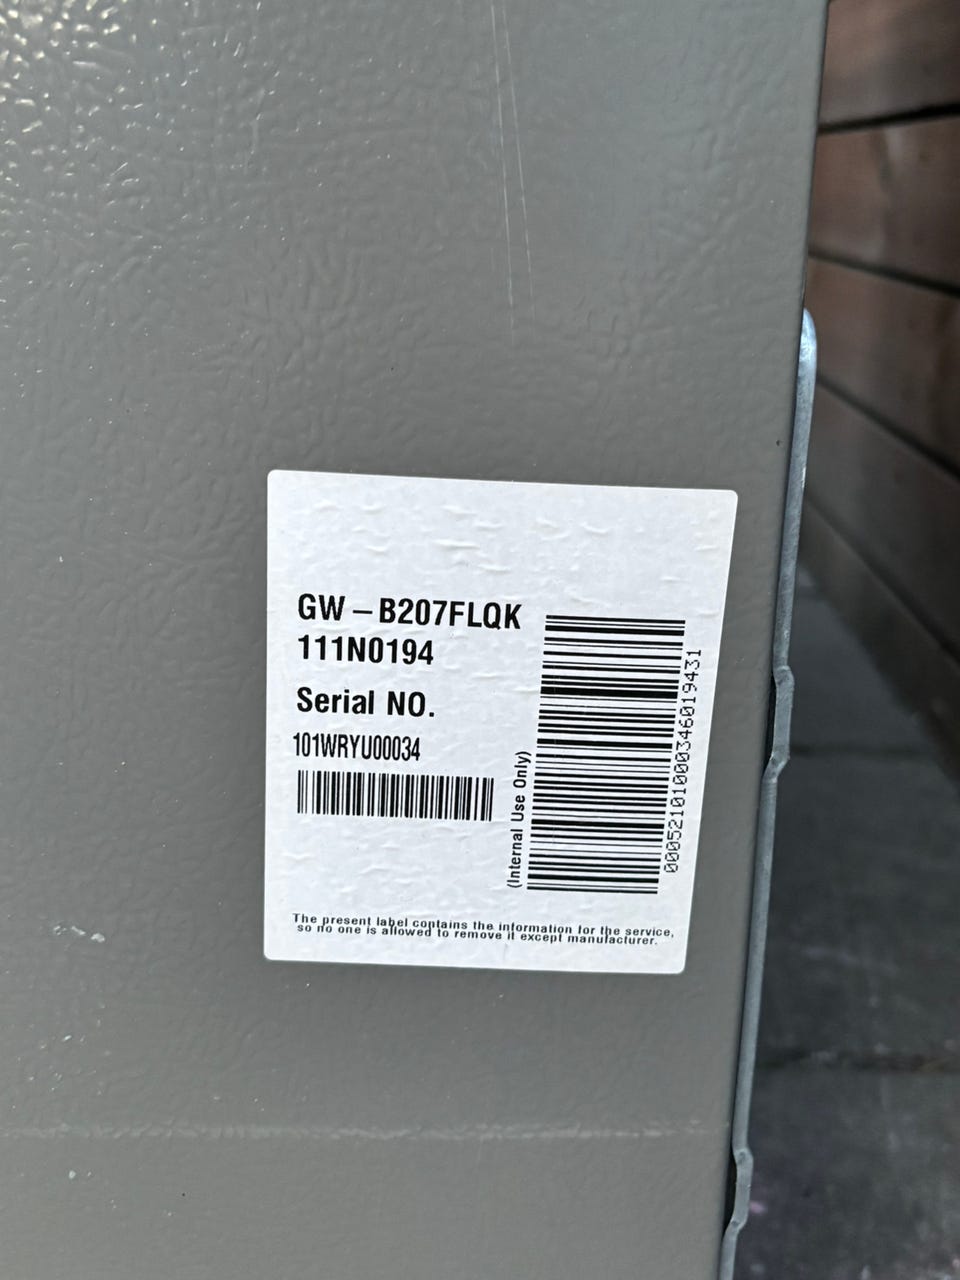 GW – B207FLQK
111N0194
Serial NO.
101WRYU00034
(Internal Use Only)
00052101000346019431
The present label contains the information for the service,
so no one is allowed to remove it except manufacturer.